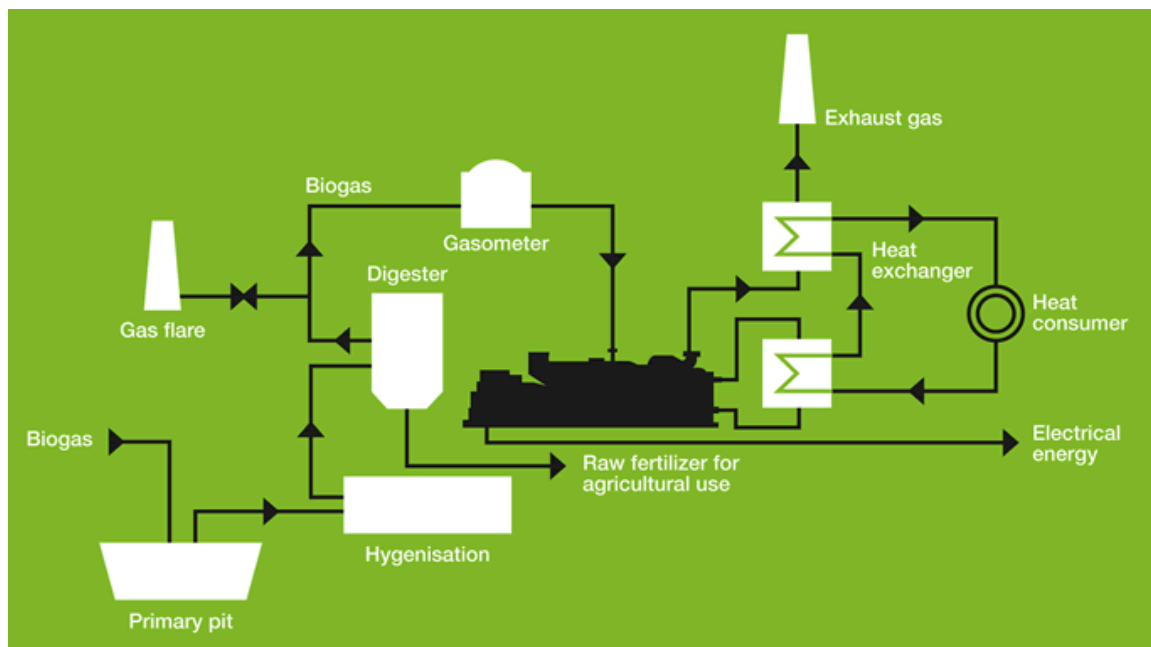 Exhaust gas
Biogas
Gasometer
Heat
exchanger
Digester
Gas flare
Heat
consumer
Biogas
Electrical
energy
Raw fertilizer for
agricultural use
Hygenisation
Primary pit